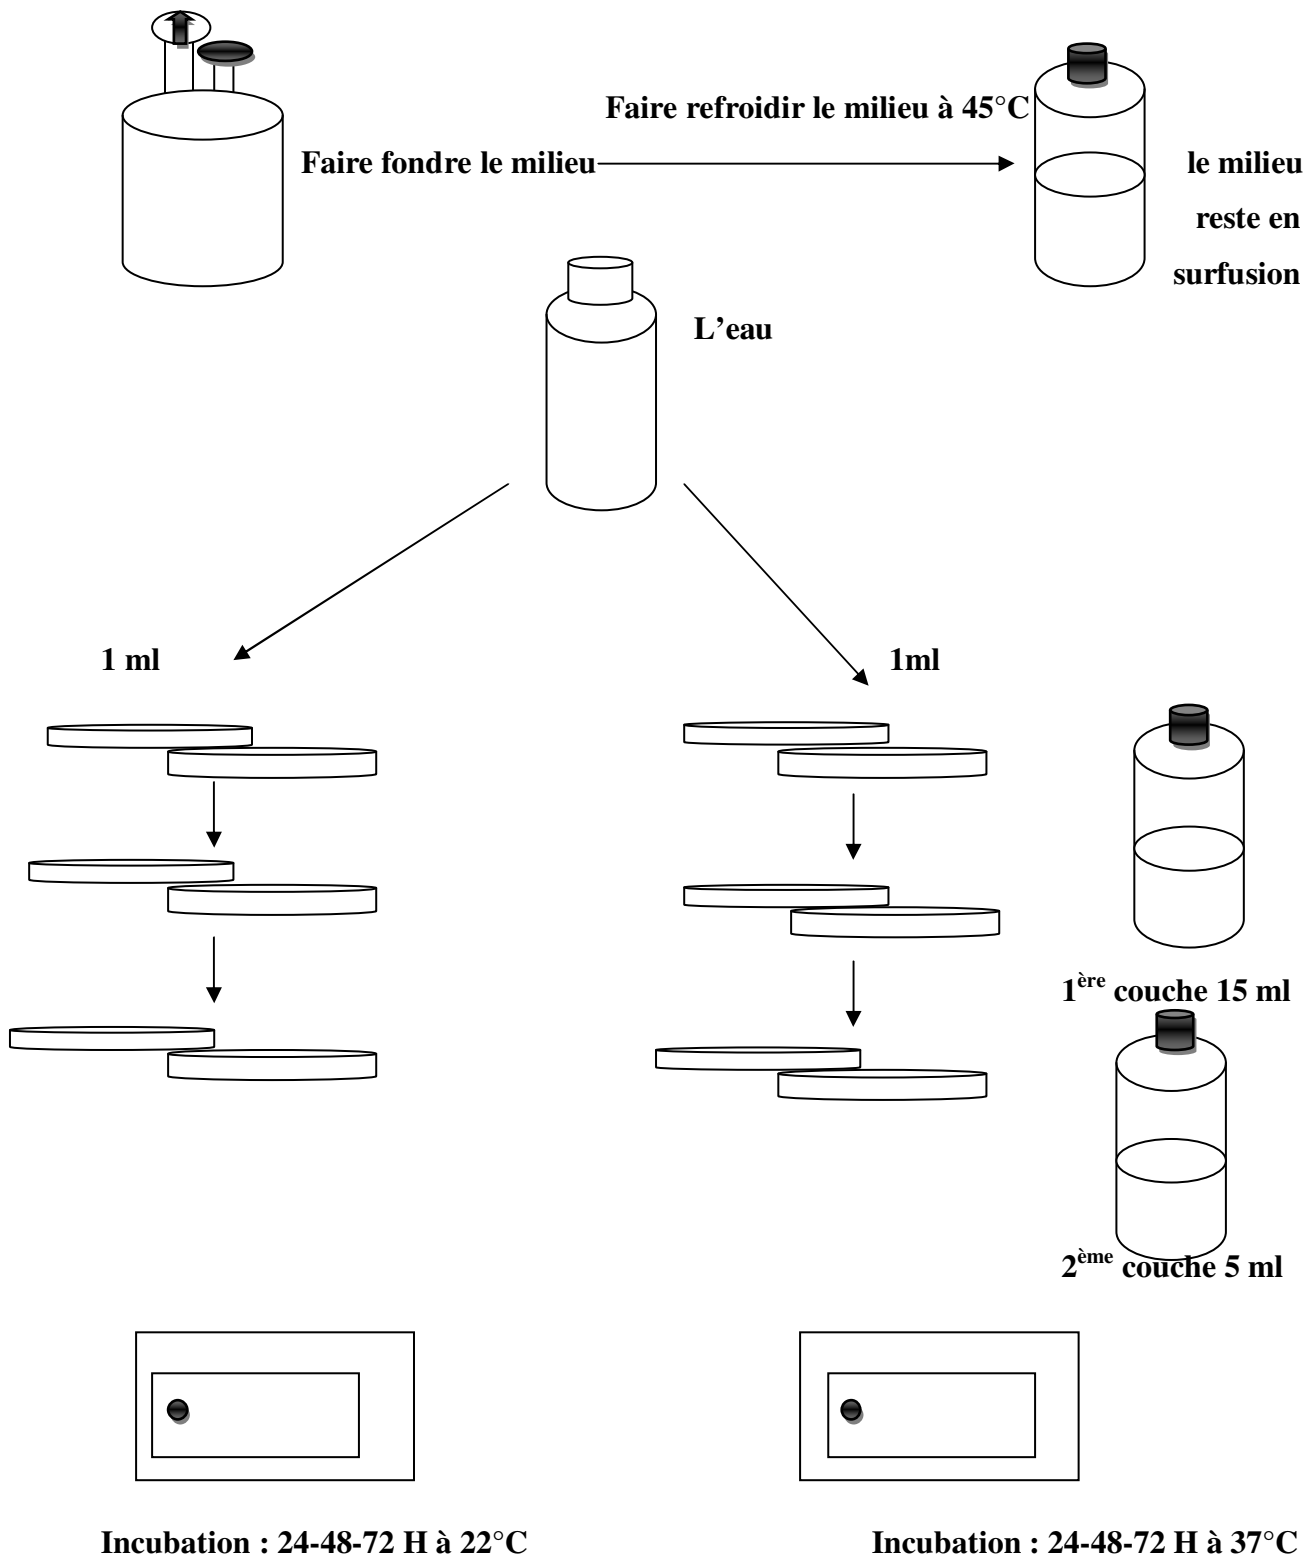 Faire refroidir le milieu à 45°C
Faire fondre le milieu
le milieu
reste en
surfusion
L’eau
1 ml
1ml
1ère couche 15 ml
2ème couche 5 ml
Incubation : 24-48-72 H à 22°C
Incubation : 24-48-72 H à 37°C